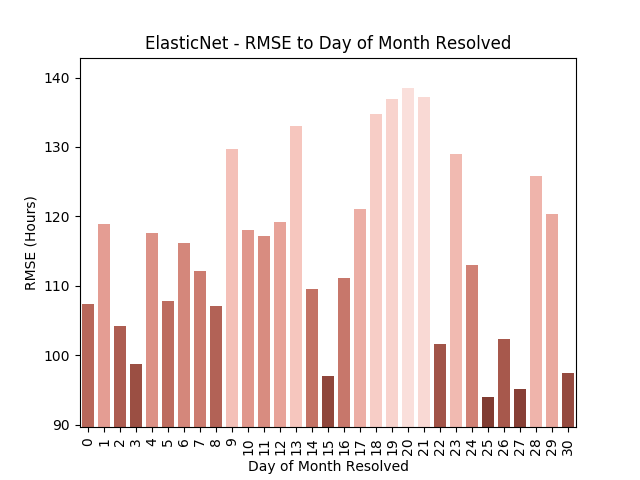 ElasticNet - RMSE to Day of Month Resolved
140
130
120
110
100
90
RMSE (Hours)
0 1 2 3 4 5 6 7 8 9 10 11 12 13 14 15 16 17 18 19 20 21 22 23 24 25 26 27 28 29 30
Day of Month Resolved